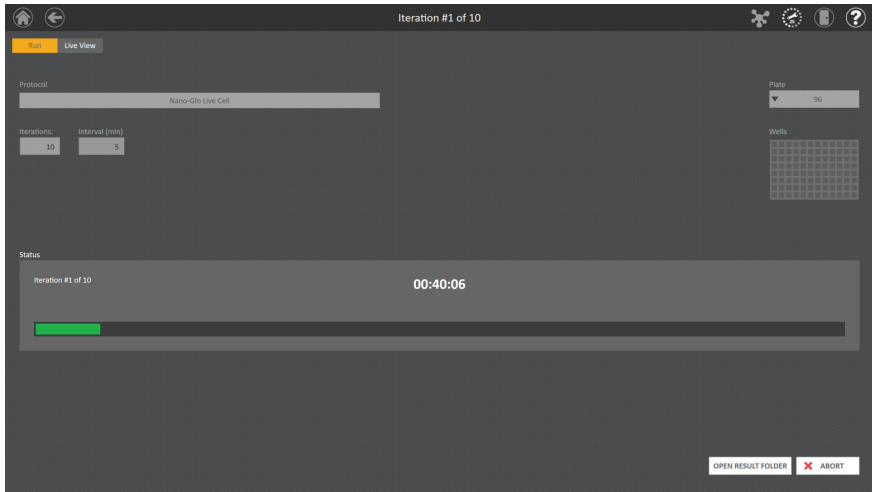 Iteration #1 of 10
25
?
Run
Live View
Protocol
Plate
Nano-Glo Live Cell
96
Iterations:
Interval (min)
Wells
10
5
Status
Iteration #1 of 10
00:40:06
OPEN RESULT FOLDER
ABORT